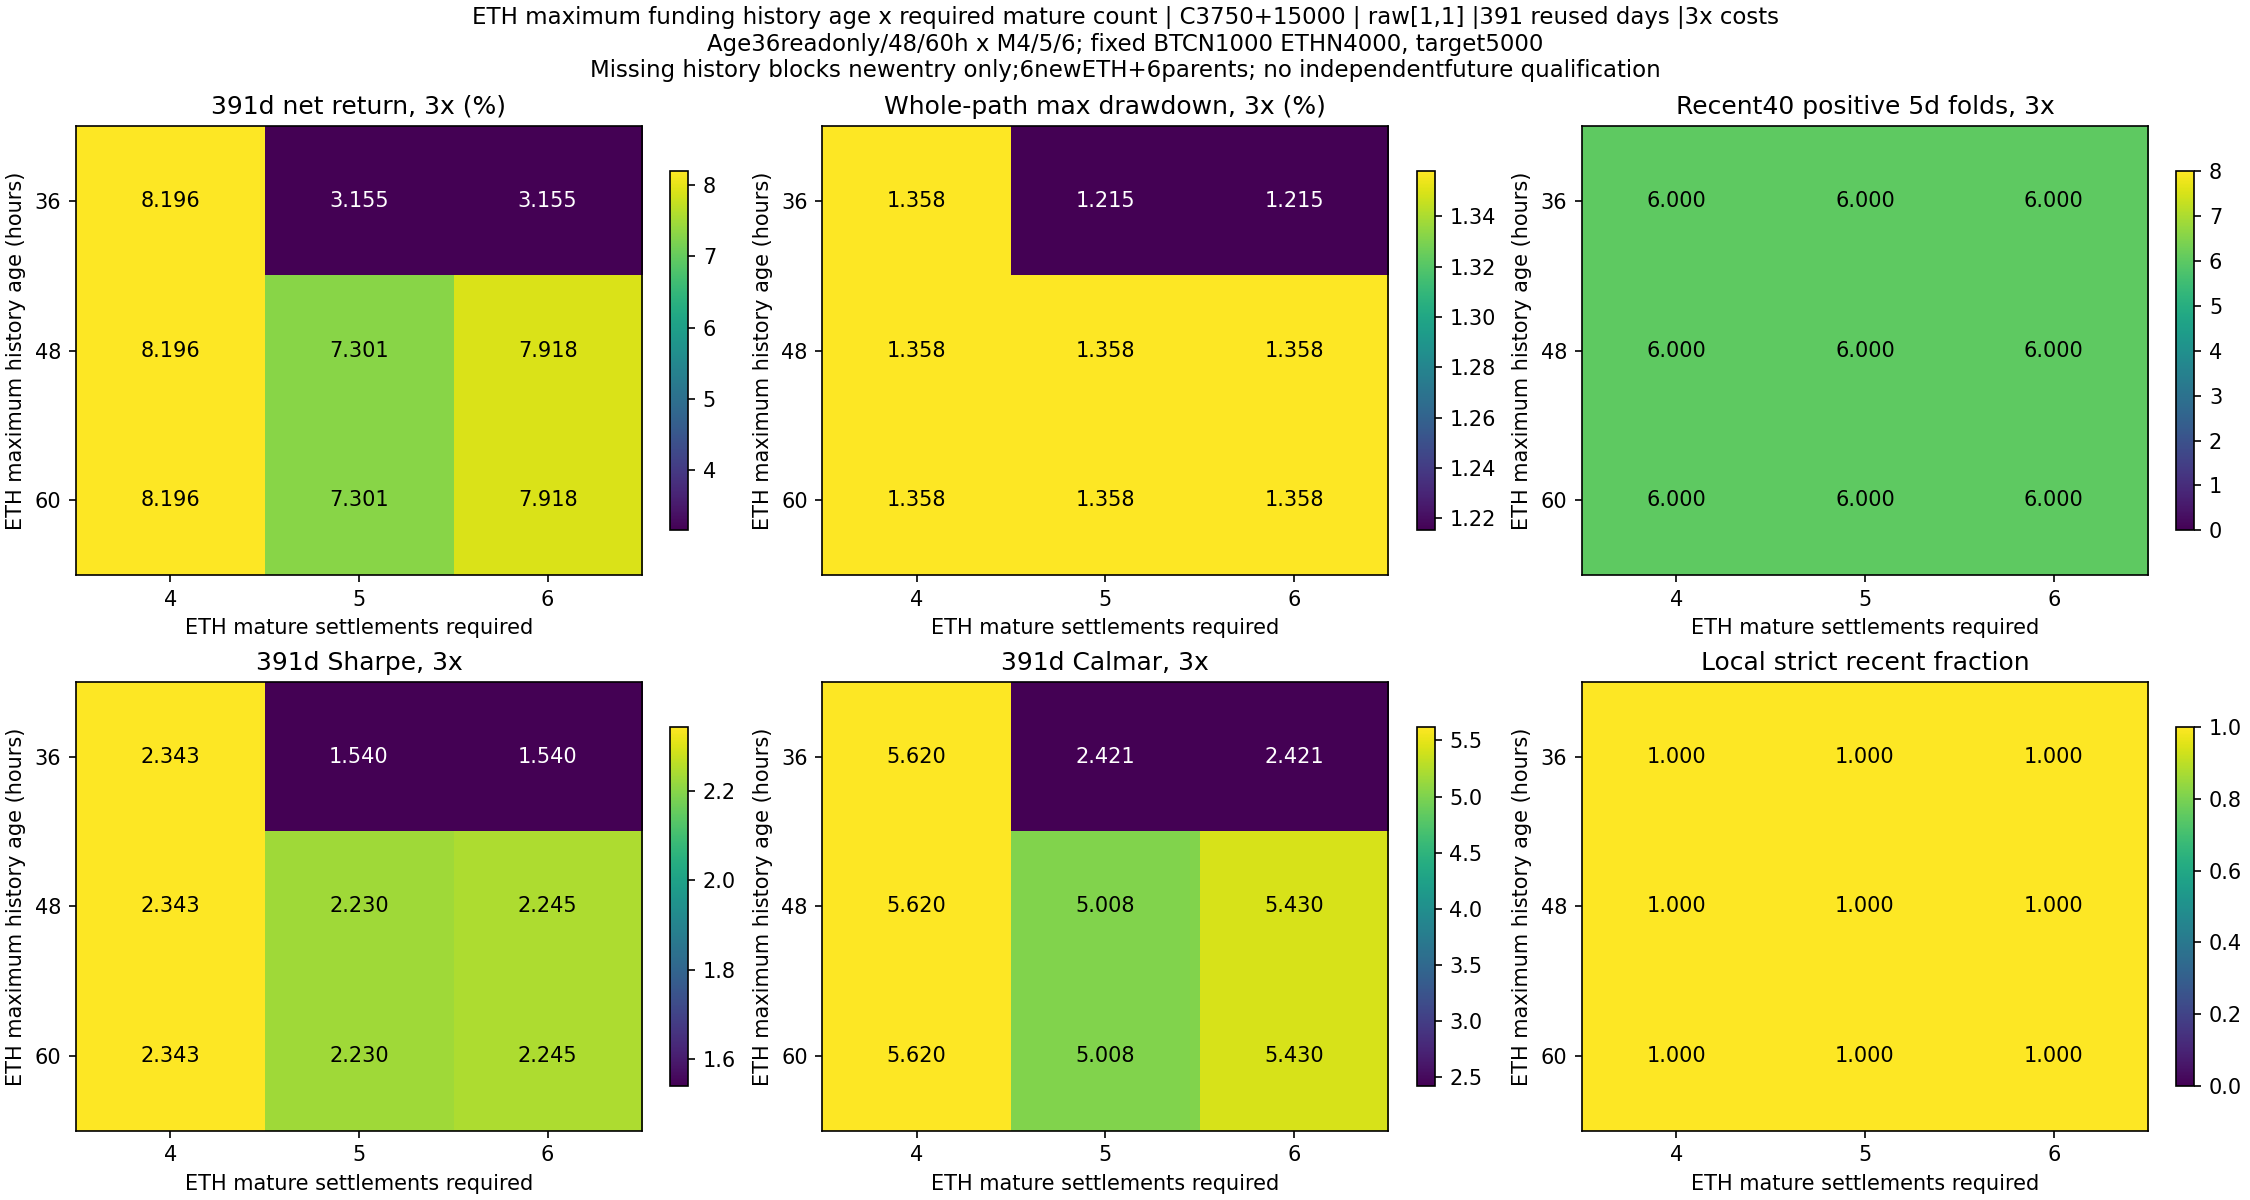 ETH maximum funding history age x required mature count | C3750+15000 | raw[1,1] |391 reused days |3x costs
Age36readonly/48/60h x M4/5/6; fixed BTCN1000 ETHN4000, target5000
Missing history blocks newentry only;6newETH+6parents; no independentfuture qualification
391d net return, 3x (%)
ETH maximum history age (hours)
36
48
60
8.196 3.155 3.155
8.196 7.301 7.918
8.196 7.301 7.918
4 5 6
ETH mature settlements required
8
7
6
5
4
Whole-path max drawdown, 3x (%)
ETH maximum history age (hours)
36
48
60
1.358 1.215 1.215
1.358 1.358 1.358
1.358 1.358 1.358
4 5 6
ETH mature settlements required
1.34
1.32
1.30
1.28
1.26
1.24
1.22
Recent40 positive 5d folds, 3x
ETH maximum history age (hours)
36
48
60
6.000 6.000 6.000
6.000 6.000 6.000
6.000 6.000 6.000
4 5 6
ETH mature settlements required
8
7
6
5
4
3
2
1
0
391d Sharpe, 3x
ETH maximum history age (hours)
36
48
60
2.343 1.540 1.540
2.343 2.230 2.245
2.343 2.230 2.245
4 5 6
ETH mature settlements required
2.2
2.0
1.8
1.6
391d Calmar, 3x
ETH maximum history age (hours)
36
48
60
5.620 2.421 2.421
5.620 5.008 5.430
5.620 5.008 5.430
4 5 6
ETH mature settlements required
5.5
5.0
4.5
4.0
3.5
3.0
2.5
Local strict recent fraction
ETH maximum history age (hours)
36
48
60
1.000 1.000 1.000
1.000 1.000 1.000
1.000 1.000 1.000
4 5 6
ETH mature settlements required
1.0
0.8
0.6
0.4
0.2
0.0